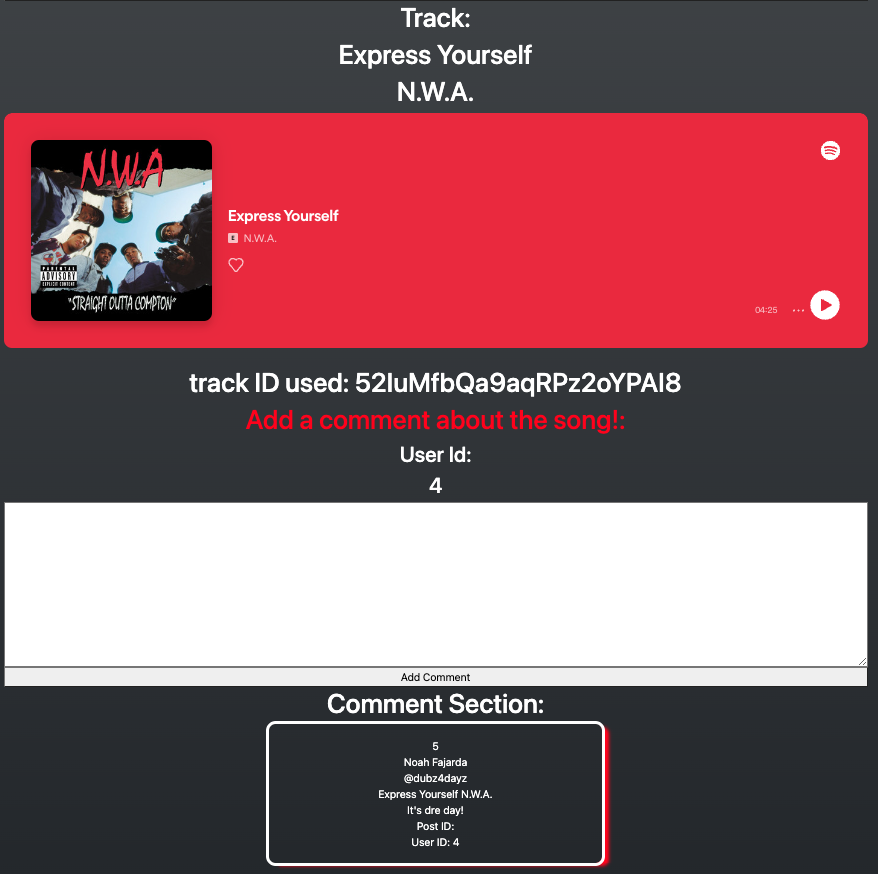 Track:
Express Yourself
N.W.A.
N.W.A
PARENTAL
ADVISORY
EXPLICIT CONTENT
"STRAIGHT OUTTA COMPTON"
Express Yourself
E N.W.A.
04:25
track ID used: 52IuMfbQa9aqRPz2oYPAI8
Add a comment about the song!:
User Id:
4
Add Comment
Comment Section:
5
Noah Fajarda
@dubz4dayz
Express Yourself N.W.A.
It's dre day!
Post ID:
User ID: 4